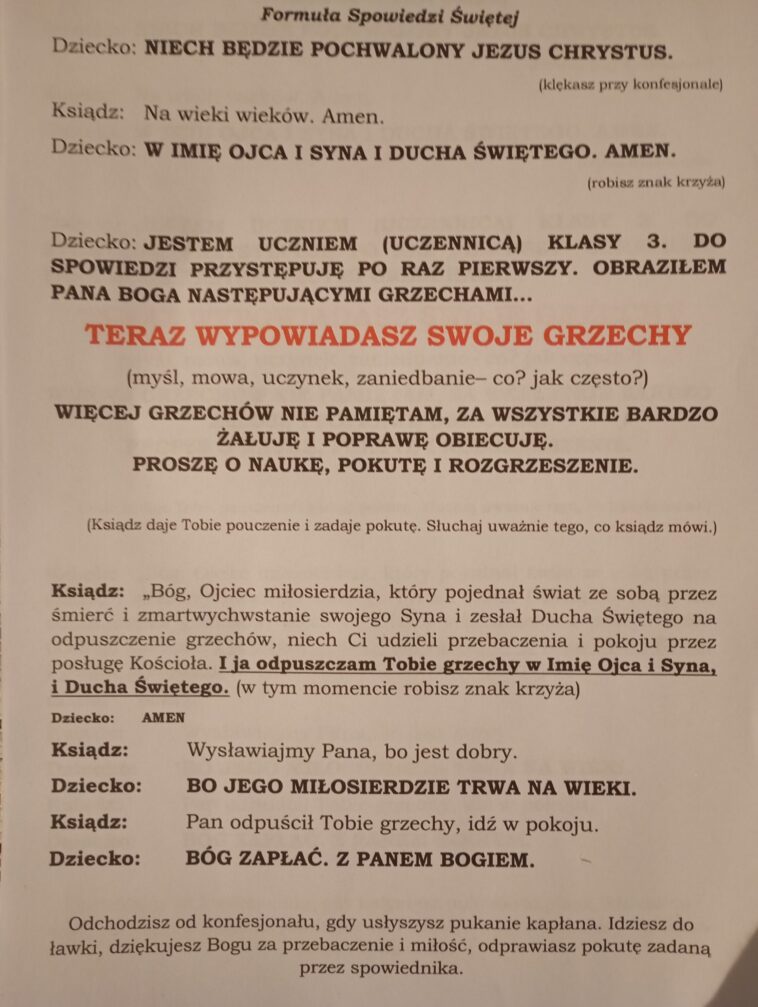 Formuła Spowiedzi Świętej
Dziecko: NIECH BĘDZIE POCHWALONY JEZUS CHRYSTUS.
(klękasz przy konfesjonale)
Ksiądz: Na wieki wieków. Amen.
Dziecko: W IMIĘ OJCA I SYNA I DUCHA ŚWIĘTEGO. AMEN.
(robisz znak krzyża)
Dziecko: JESTEM UCZNIEM (UCZENNICĄ) KLASY 3. DO
SPOWIEDZI PRZYSTĘPUJĘ PO RAZ PIERWSZY. OBRAZIŁEM
PANA BOGA NASTĘPUJĄCYMI GRZECHAMI...
TERAZ WYPOWIADASZ SWOJE GRZECHY
(myśl, mowa, uczynek, zaniedbanie– co? jak często?)
WIĘCEJ GRZECHÓW NIE PAMIĘTAM, ZA WSZYSTKIE BARDZO
ŻAŁUJĘ I POPRAWĘ OBIECUJĘ.
PROSZĘ O NAUKĘ, POKUTĘ I ROZGRZESZENIE.
(Ksiądz daje Tobie pouczenie i zadaje pokutę. Słuchaj uważnie tego, co ksiądz mówi.)
Ksiądz: „Bóg, Ojciec miłosierdzia, który pojednał świat ze sobą przez
śmierć i zmartwychwstanie swojego Syna i zesłał Ducha Świętego na
odpuszczenie grzechów, niech Ci udzieli przebaczenia i pokoju przez
posługę Kościoła. I ja odpuszczam Tobie grzechy w Imię Ojca i Syna,
i Ducha Świętego. (w tym momencie robisz znak krzyża)
Dziecko: AMEN
Ksiądz: Wysławiajmy Pana, bo jest dobry.
Dziecko: BO JEGO MIŁOSIERDZIE TRWA NA WIEKI.
Ksiądz: Pan odpuścił Tobie grzechy, idź w pokoju.
Dziecko: BÓG ZAPŁAĆ. Z PANEM BOGIEM.
Odchodzisz od konfesjonału, gdy usłyszysz pukanie kapłana. Idziesz do
ławki, dziękujesz Bogu za przebaczenie i miłość, odprawiasz pokutę zadaną
przez spowiednika.